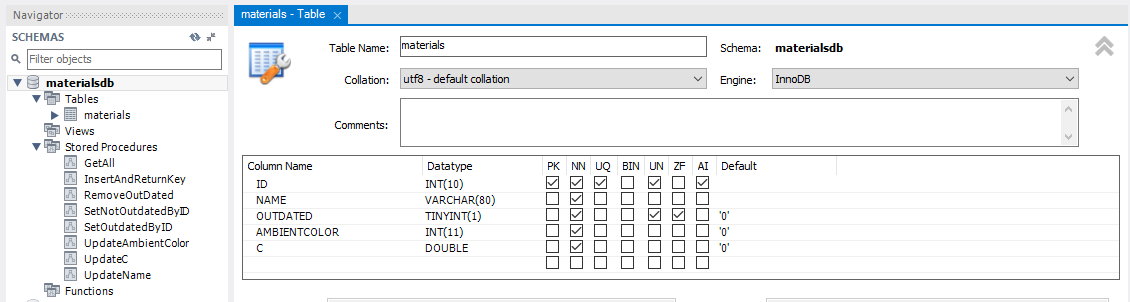 Navigator
SCHEMAS
Filter objects
materialsdb
Tables
materials
Views
Stored Procedures
GetAll
InsertAndReturnKey
RemoveOutDated
SetNotOutdatedByID
SetOutdatedByID
UpdateAmbientColor
UpdateC
UpdateName
Functions
materials - Table ×
Table Name: materials Schema: materialsdb
Collation: utf8 - default collation Engine: InnoDB
Comments:
Column Name Datatype PK NN UQ BIN UN ZF AI Default
ID INT(10)
NAME VARCHAR(80)
OUTDATED TINYINT(1) '0'
AMBIENTCOLOR INT(11) '0'
C DOUBLE '0'